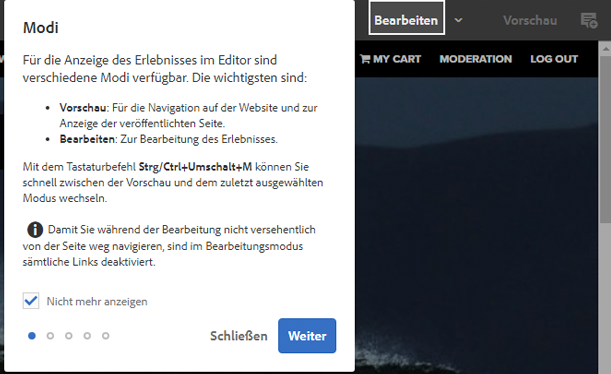 Bearbeiten
Vorschau
MY CART
MODERATION
LOG OUT
Modi
Für die Anzeige des Erlebnisses im Editor sind
verschiedene Modi verfügbar. Die wichtigsten sind:
• Vorschau: Für die Navigation auf der Website und zur
Anzeige der veröffentlichten Seite.
• Bearbeiten: Zur Bearbeitung des Erlebnisses.
Mit dem Tastaturbefehl Strg/Ctrl+Umschalt+M können Sie
schnell zwischen der Vorschau und dem zuletzt ausgewählten
Modus wechseln.
Damit Sie während der Bearbeitung nicht versehentlich
von der Seite weg navigieren, sind im Bearbeitungsmodus
sämtliche Links deaktiviert.
Nicht mehr anzeigen
Schließen
Weiter